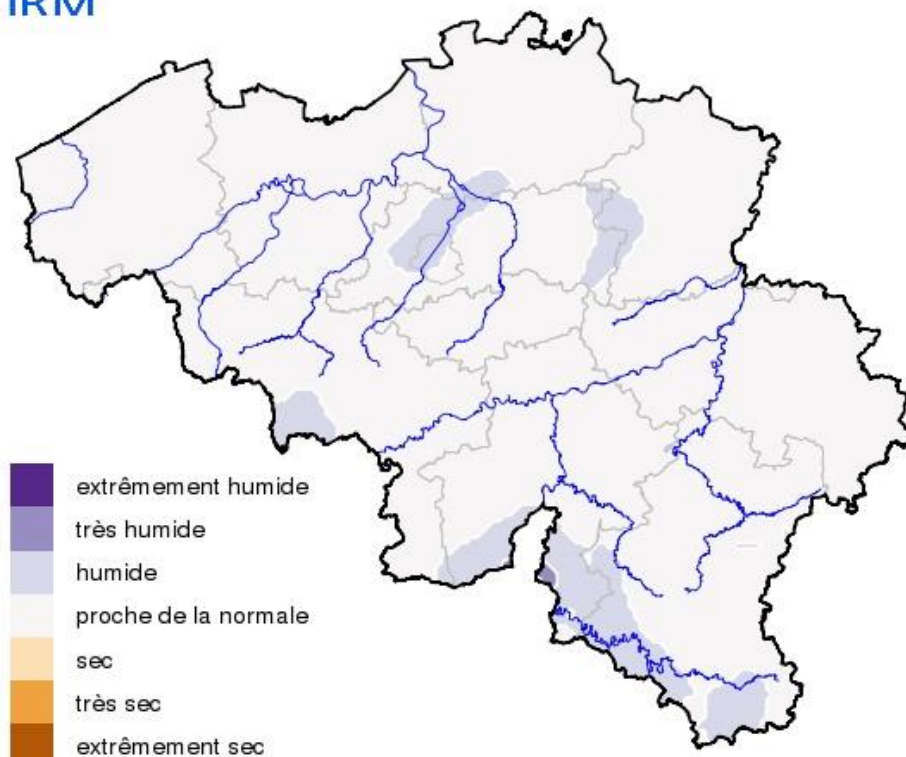 IRM
extrêmement humide
très humide
humide
proche de la normale
sec
très sec
extrêmement sec